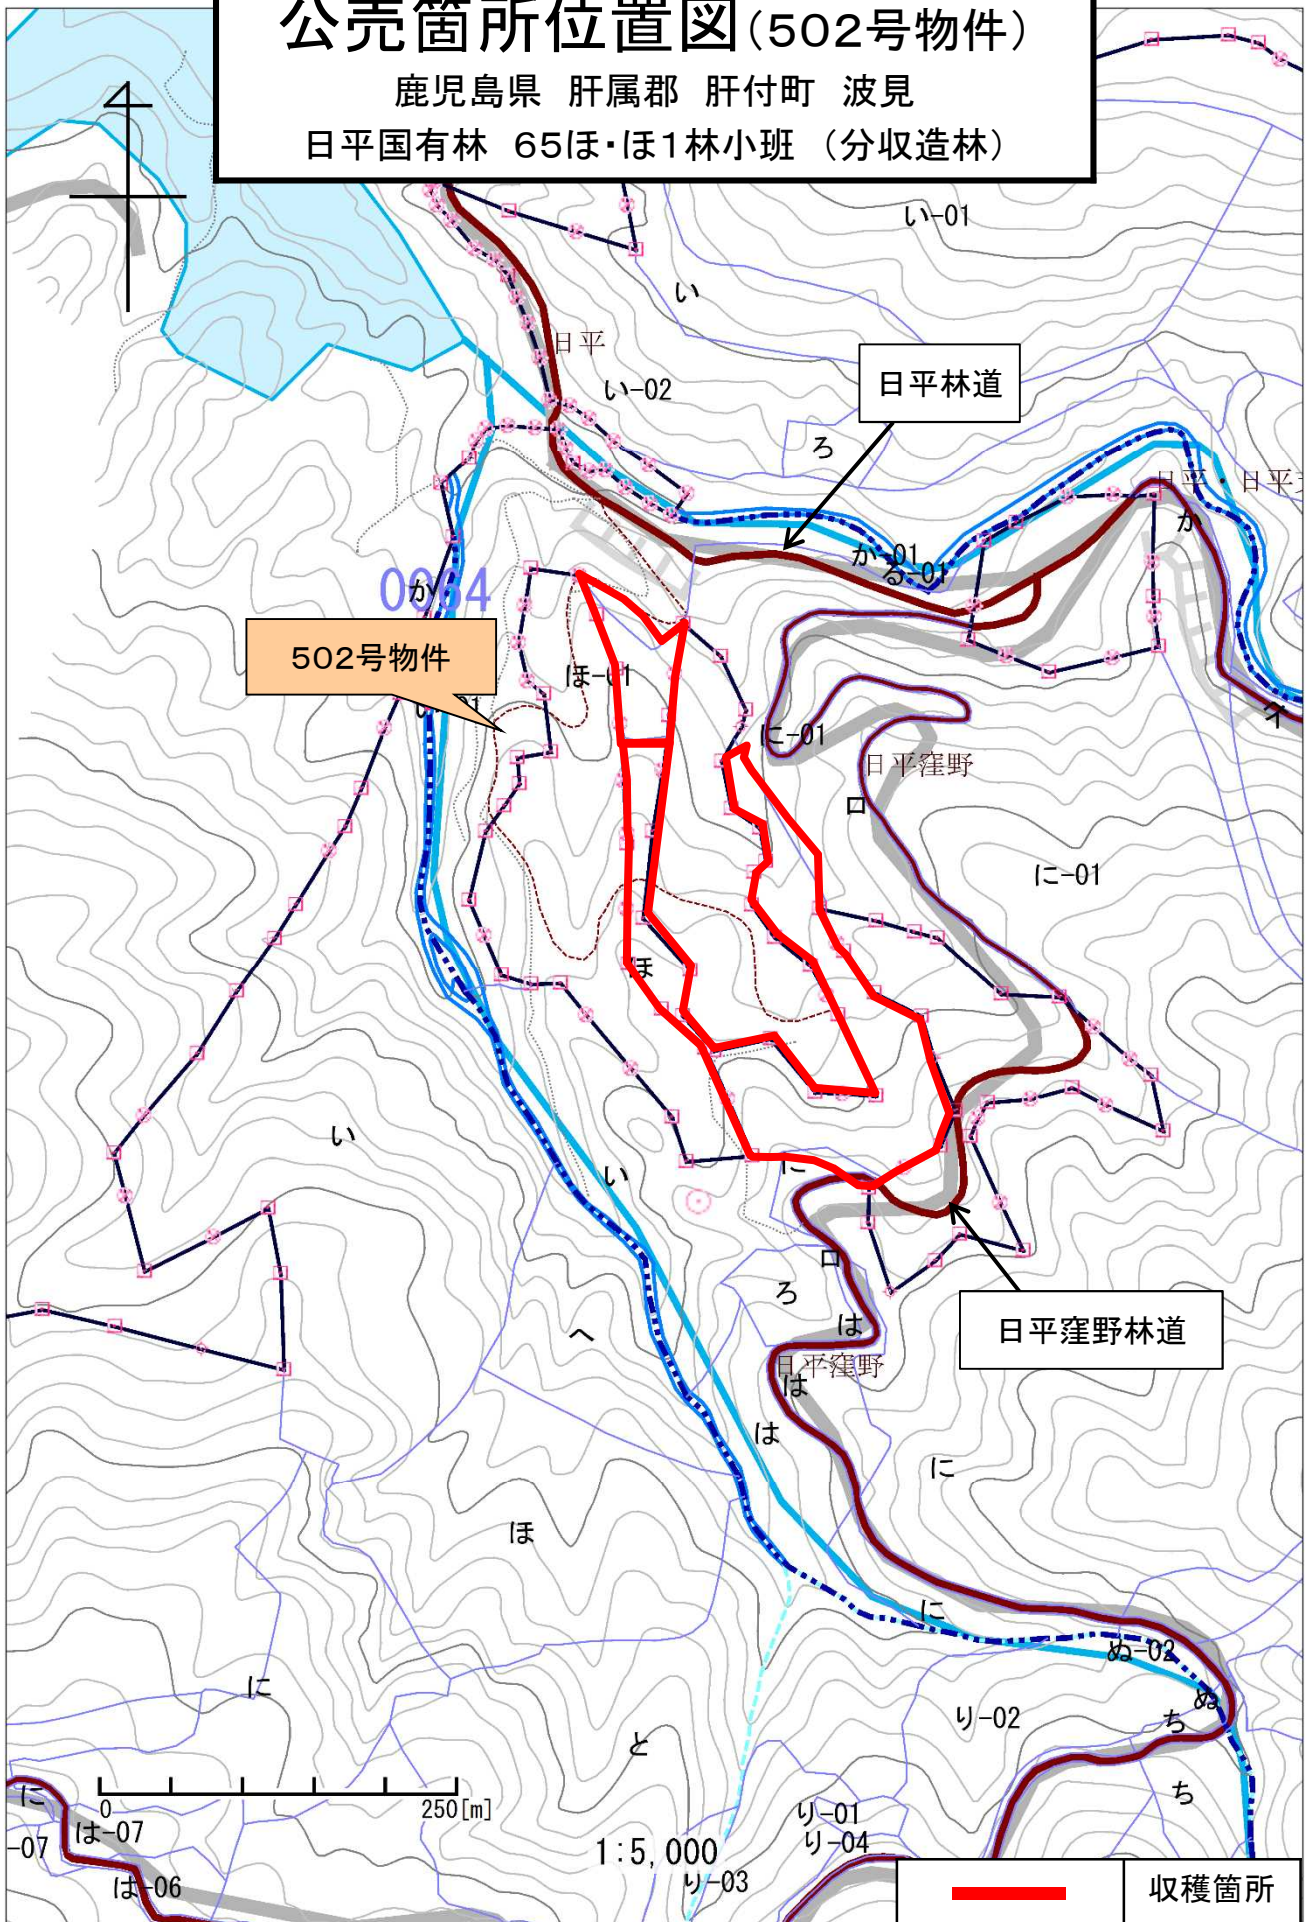 公売箇所位置図(502号物件)
鹿児島県 肝属郡 肝付町 波見
日平国有林 65ほ・ほ1林小班 (分収造林)
い-01
い
日平
い-02
日平林道
ろ
日平・日平
か
か-01
る-01
0064
か
502号物件
ほ-01
に-01
ネ
日平窪野
ロ
に-01
ほ
い
い
に
ロ
ろ
日平窪野林道
は
へ
日平窪野
は
は
に
ほ
に
ぬ-02
に
ぬ
り-02
ち
と
ち
に
0
250[m]
り-01
-07
は-07
り-04
1:5,000
は-06
り-03
収穫箇所